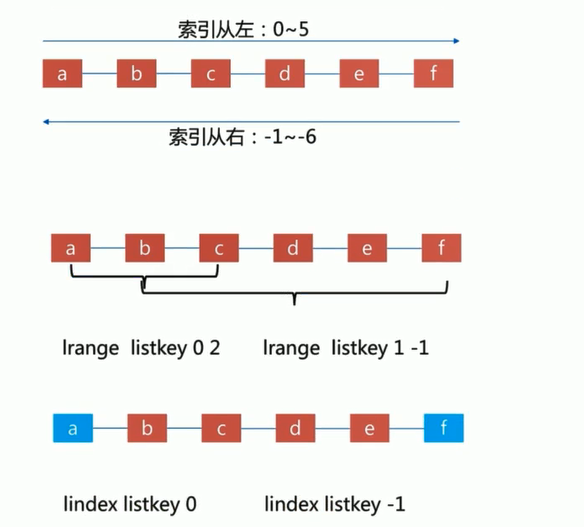 索引从左：0~5
a b c d e f
索引从右：-1~-6
a b c d e f
lrange listkey 0 2 lrange listkey 1 -1
a b c d e f
lindex listkey 0 lindex listkey -1